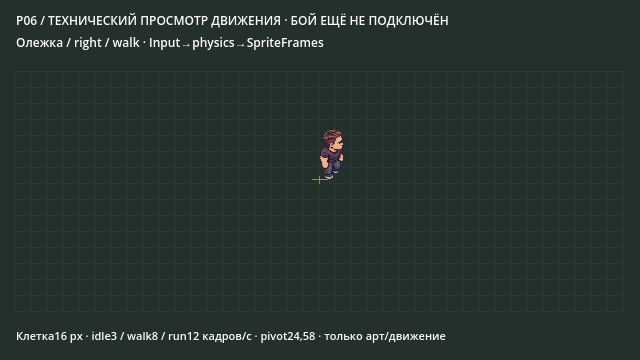 P06 / ТЕХНИЧЕСКИЙ ПРОСМОТР ДВИЖЕНИЯ · БОЙ ЕЩЁ НЕ ПОДКЛЮЧЁН
Олежка / right / walk · Input→physics→SpriteFrames
Клетка16 px · idle3 / walk8 / run12 кадров/с · pivot24,58 · только арт/движение